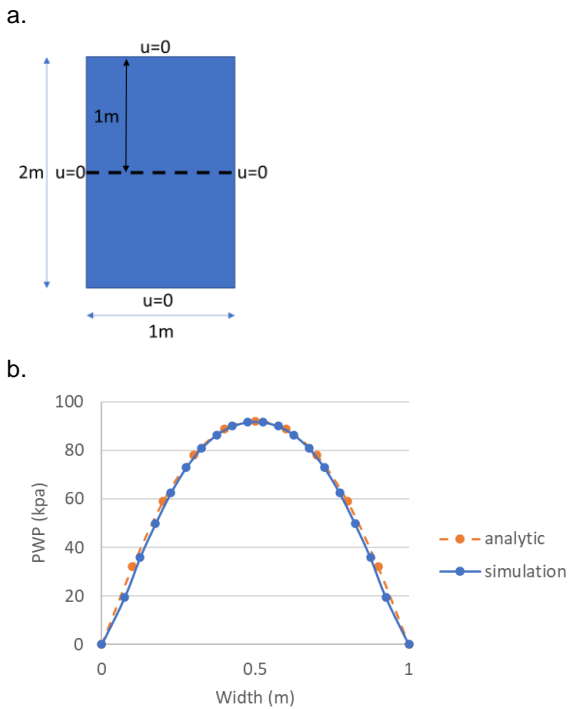 a.
u=0
1m
2m u=0 u=0
u=0
1m
b.
100
80
60
40
20
0
PWP (kpa)
0 0.5 1
Width (m)
analytic
simulation